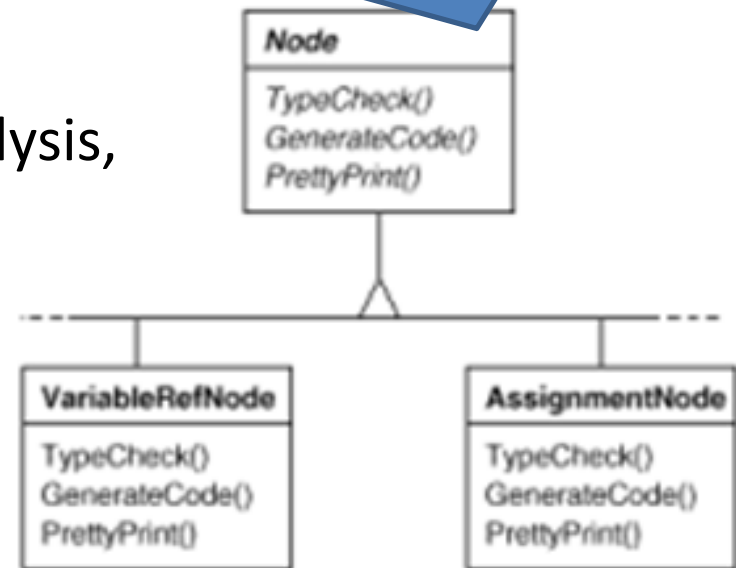 Node
TypeCheck()
GenerateCode()
PrettyPrint()
lysis,
VariableRefNode
TypeCheck()
GenerateCode()
PrettyPrint()
AssignmentNode
TypeCheck()
GenerateCode()
PrettyPrint()